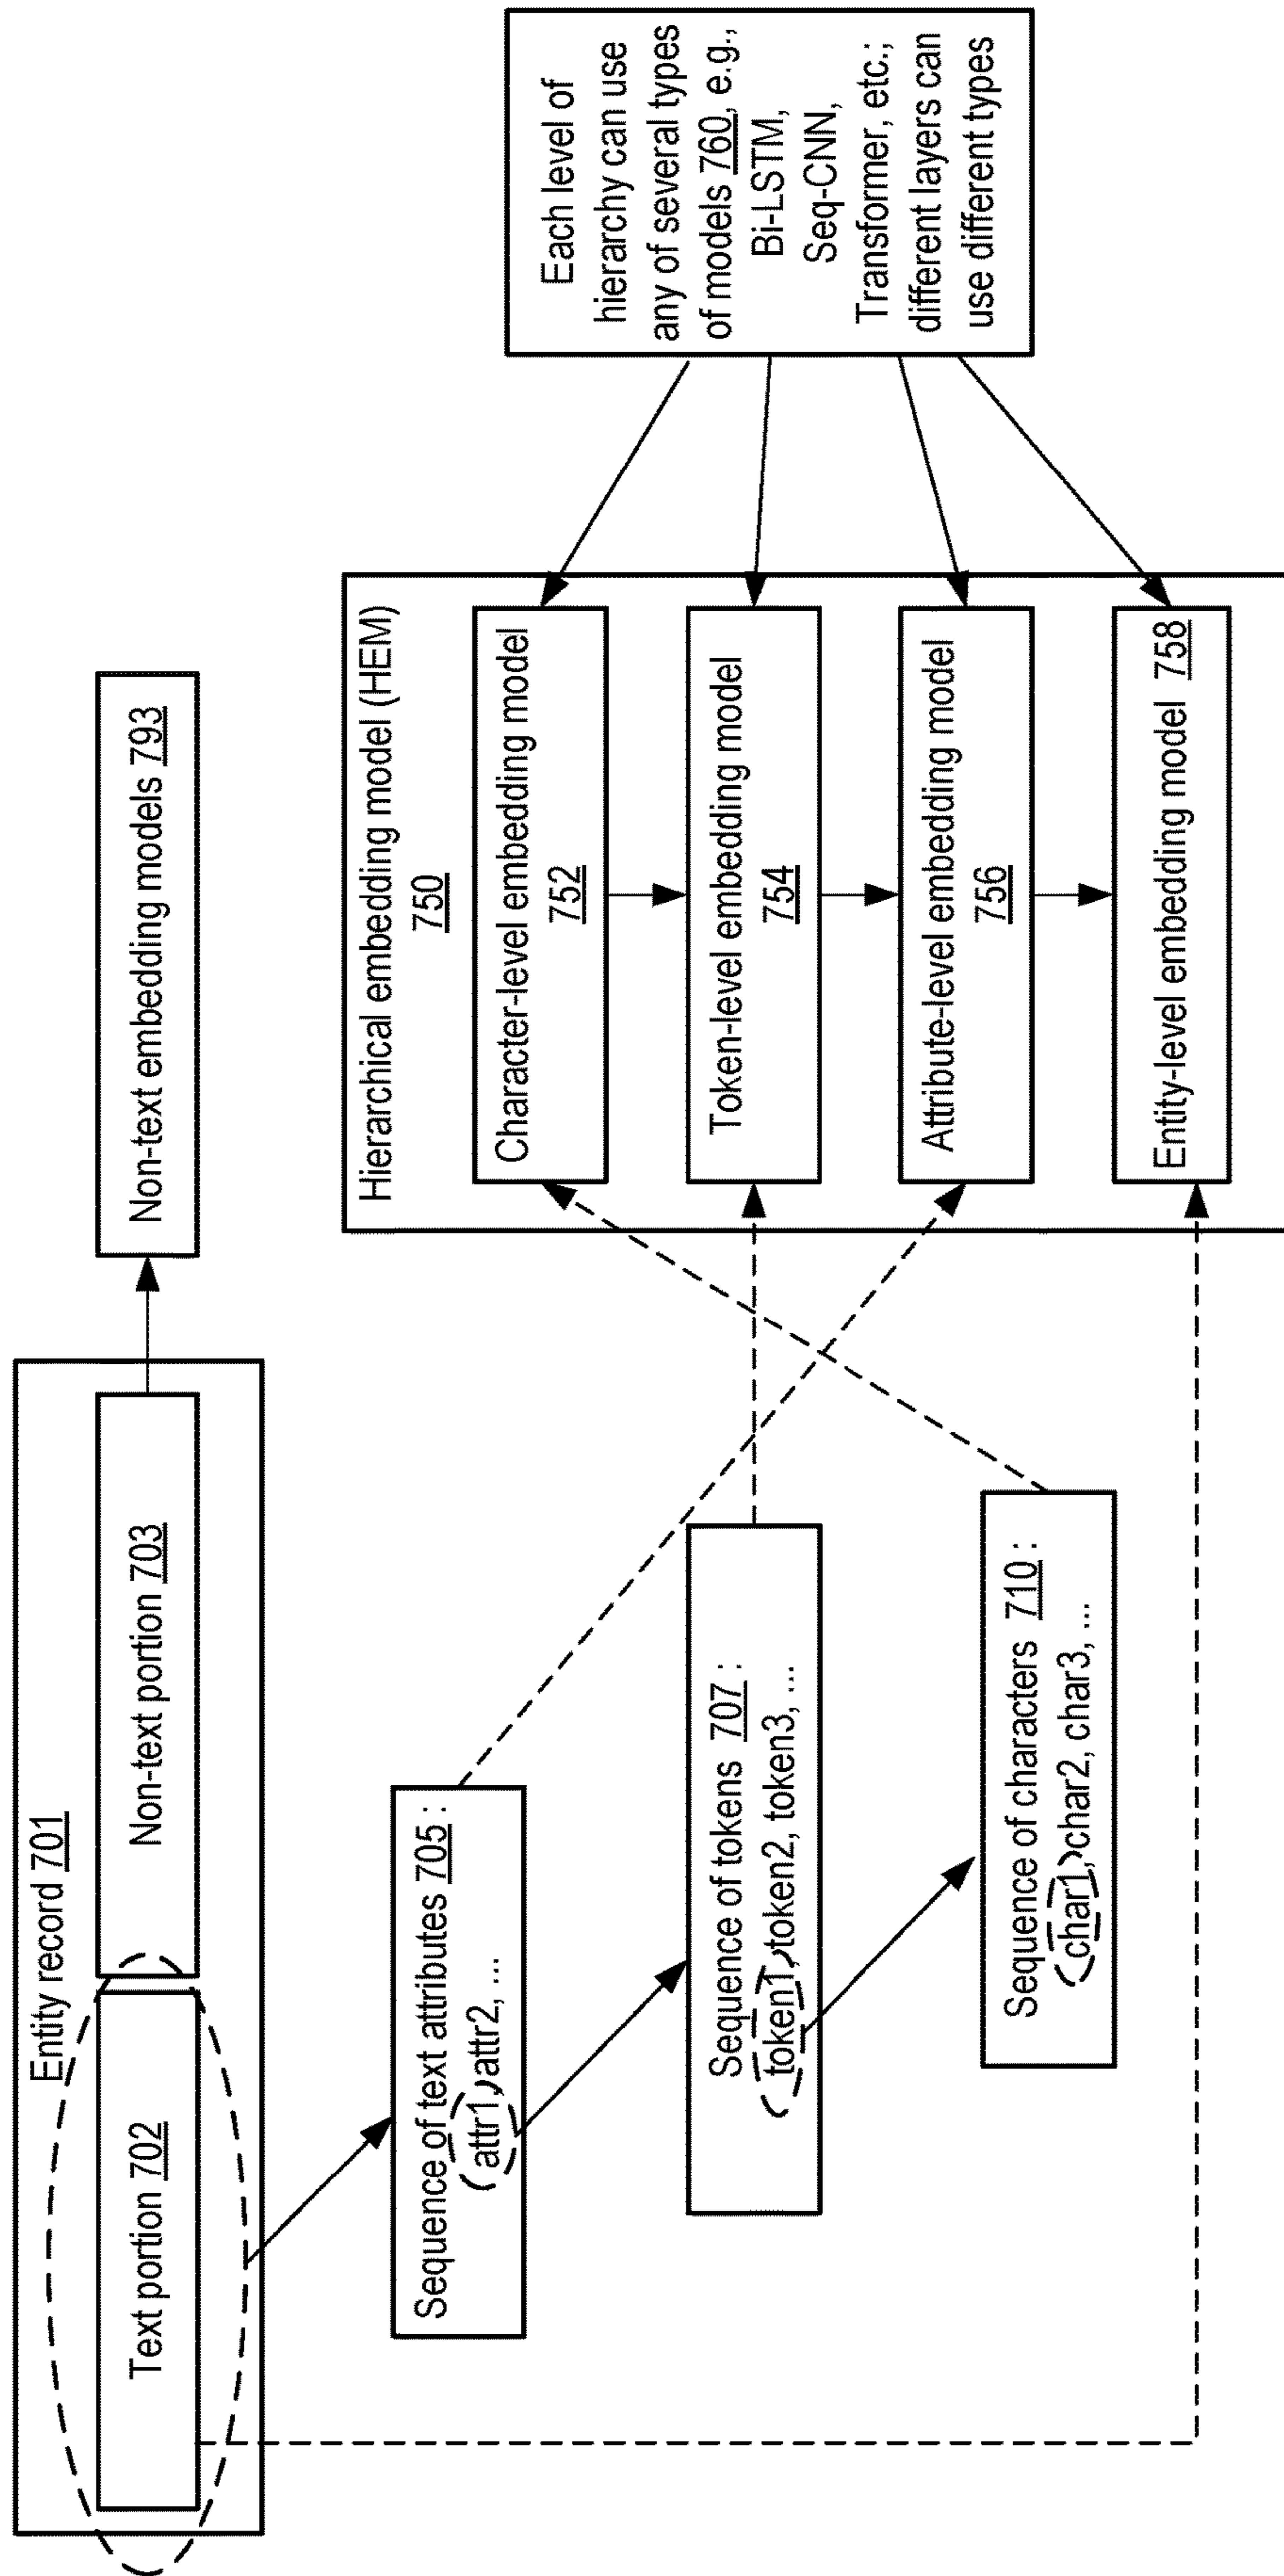 Entity record 701
Text portion 702
Non-text portion 703
Non-text embedding models 793
Sequence of text attributes 705 :
attr1, attr2, ...
Sequence of tokens 707 :
token1, token2, token3, ...
Sequence of characters 710 :
char1, char2, char3, ...
Hierarchical embedding model (HEM)
750
Character-level embedding model
752
Token-level embedding model
754
Attribute-level embedding model
756
Entity-level embedding model 758
Each level of
hierarchy can use
any of several types
of models 760, e.g.,
Bi-LSTM,
Seq-CNN,
Transformer, etc.;
different layers can
use different types